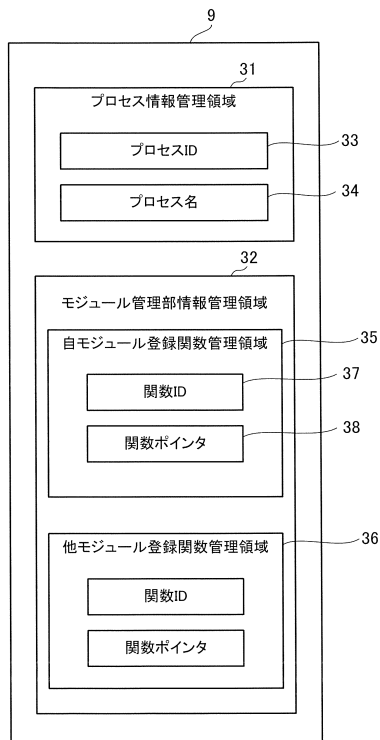 9
31
プロセス情報管理領域
プロセスID
33
プロセス名
34
32
モジュール管理部情報管理領域
自モジュール登録関数管理領域
35
関数ID
37
関数ポインタ
38
他モジュール登録関数管理領域
36
関数ID
関数ポインタ